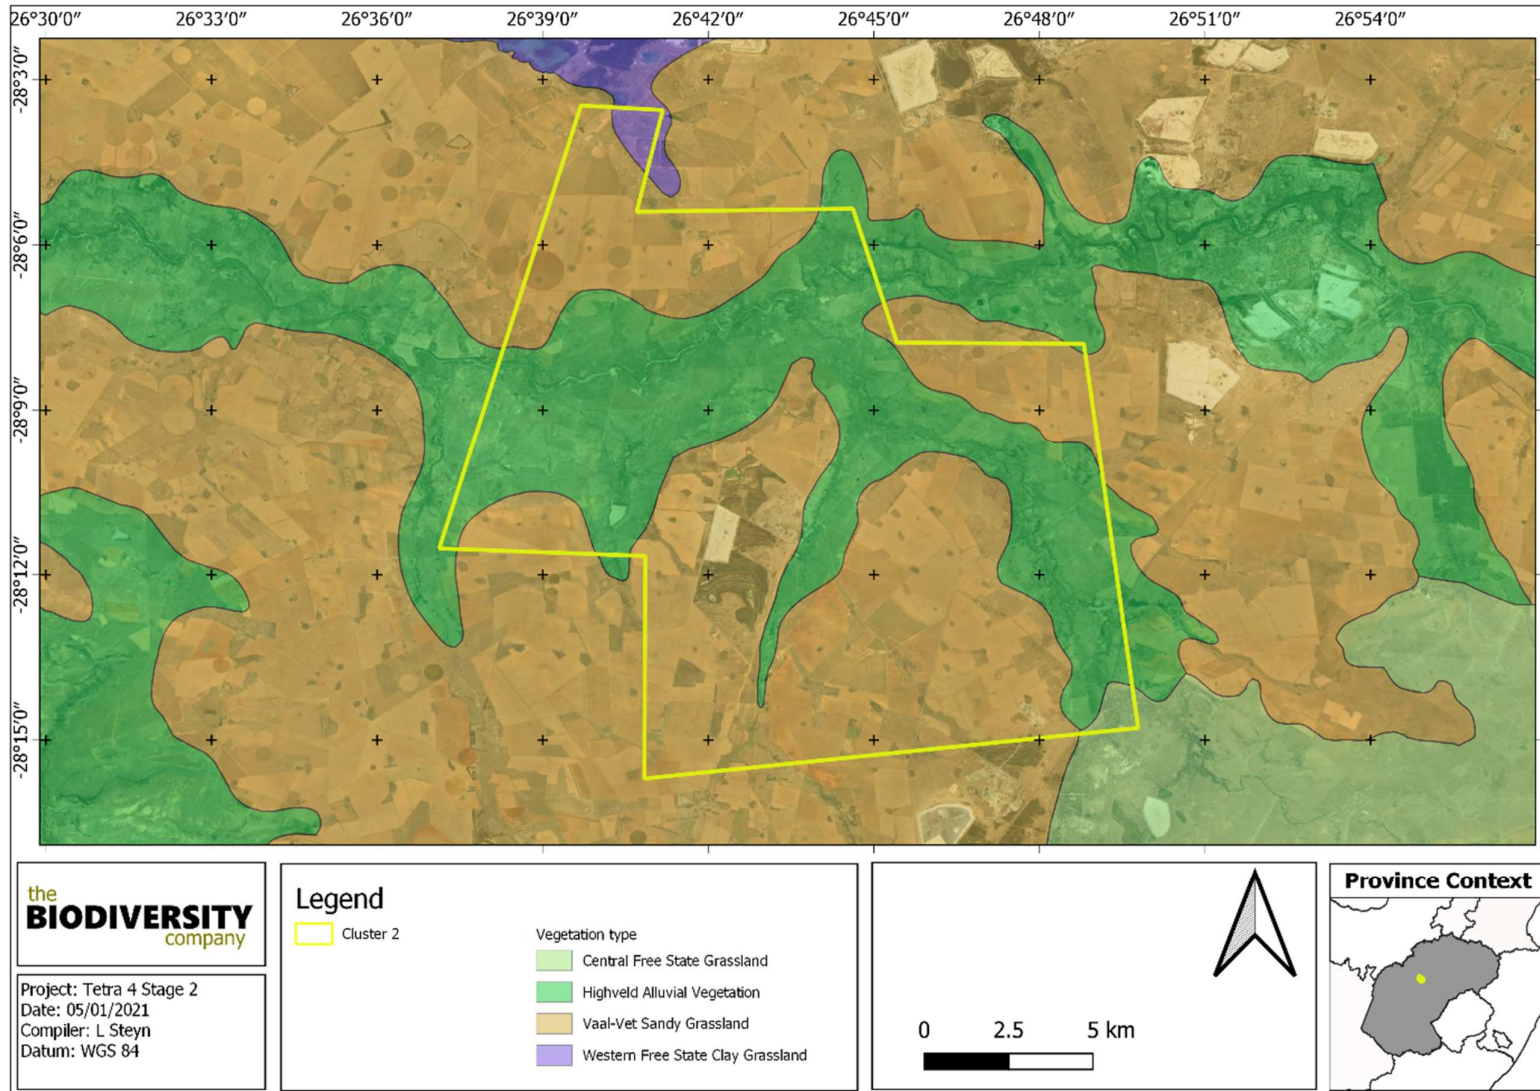 26°30′0″ 26°33′0″ 26°36′0″ 26°39′0″ 26°42′0″ 26°45′0″ 26°48′0″ 26°51′0″ 26°54′0″
-28°3′0″
-28°6′0″
-28°9′0″
-28°12′0″
-28°15′0″
the
BIODIVERSITY
company
Project: Tetra 4 Stage 2
Date: 05/01/2021
Compiler: L Steyn
Datum: WGS 84
Legend
Cluster 2
Vegetation type
Central Free State Grassland
Highveld Alluvial Vegetation
Vaal-Vet Sandy Grassland
Western Free State Clay Grassland
0 2.5 5 km
Province Context